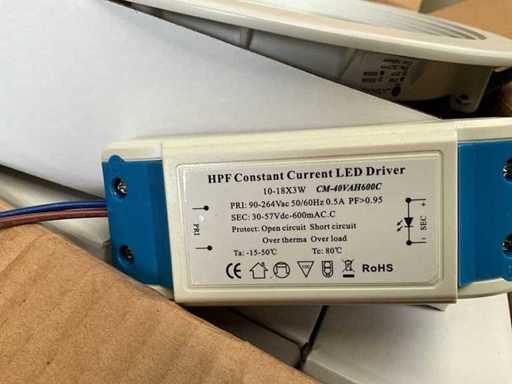 HPF Constant Current LED Driver
10-18X3W CM-40VAH600C
PRI: 90-264Vac 50/60Hz 0.5A PF>0.95
SEC: 30-57Vdc-600mAC.C
Protect: Open circuit Short circuit
Over therma Over load
Ta: -15-50℃ Tc: 80℃
PRI
+
SEC
-
CE
RoHS